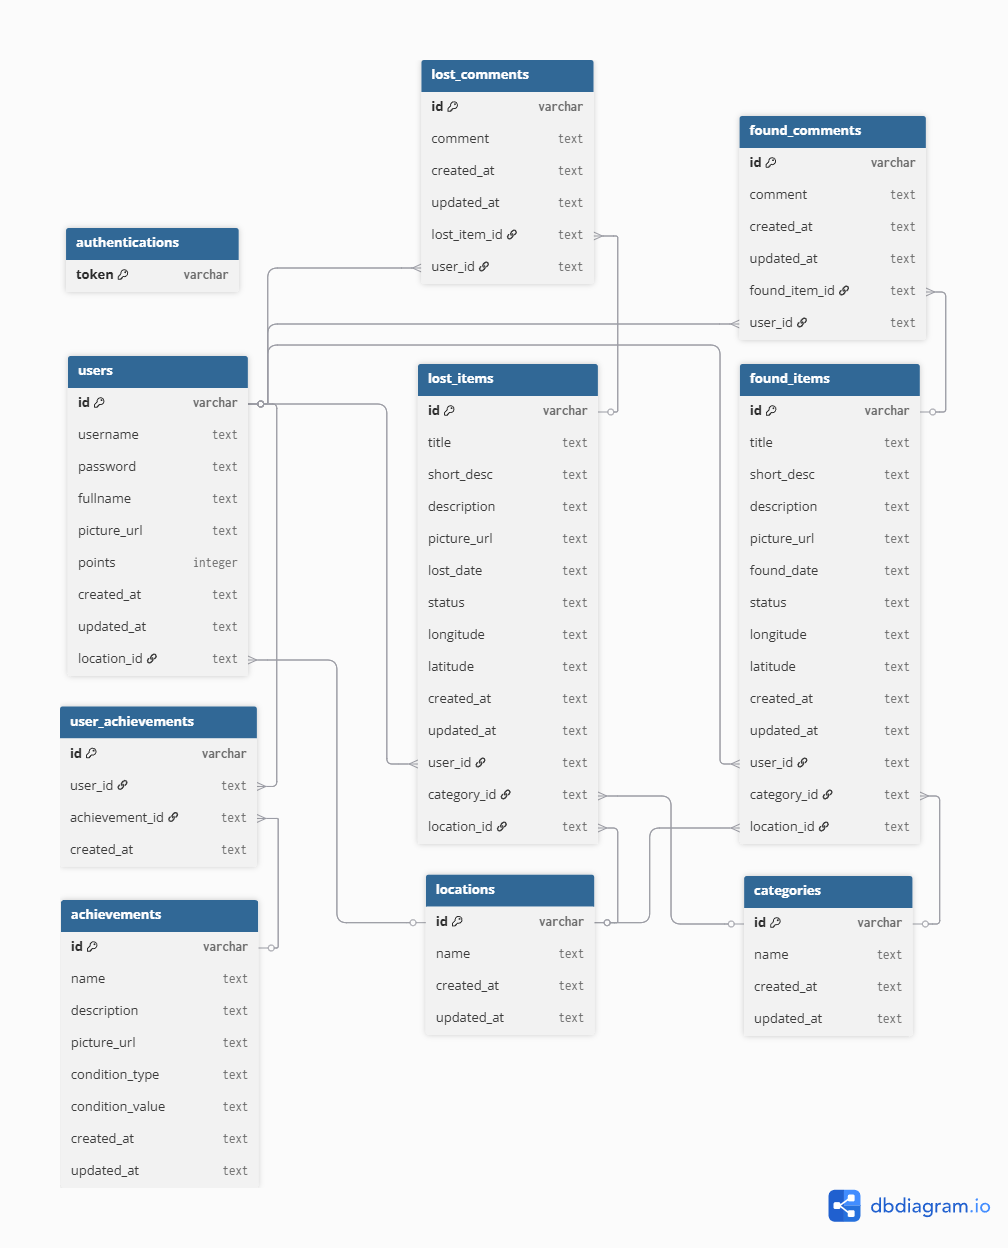 lost_comments
id varchar
comment text
created_at text
updated_at text
lost_item_id text
user_id text
found_comments
id varchar
comment text
created_at text
updated_at text
found_item_id text
user_id text
authentications
token varchar
users
id varchar
username text
password text
fullname text
picture_url text
points integer
created_at text
updated_at text
location_id text
lost_items
id varchar
title text
short_desc text
description text
picture_url text
lost_date text
status text
longitude text
latitude text
created_at text
updated_at text
user_id text
category_id text
location_id text
found_items
id varchar
title text
short_desc text
description text
picture_url text
found_date text
status text
longitude text
latitude text
created_at text
updated_at text
user_id text
category_id text
location_id text
user_achievements
id varchar
user_id text
achievement_id text
created_at text
achievements
id varchar
name text
description text
picture_url text
condition_type text
condition_value text
created_at text
updated_at text
locations
id varchar
name text
created_at text
updated_at text
categories
id varchar
name text
created_at text
updated_at text
dbdiagram.io